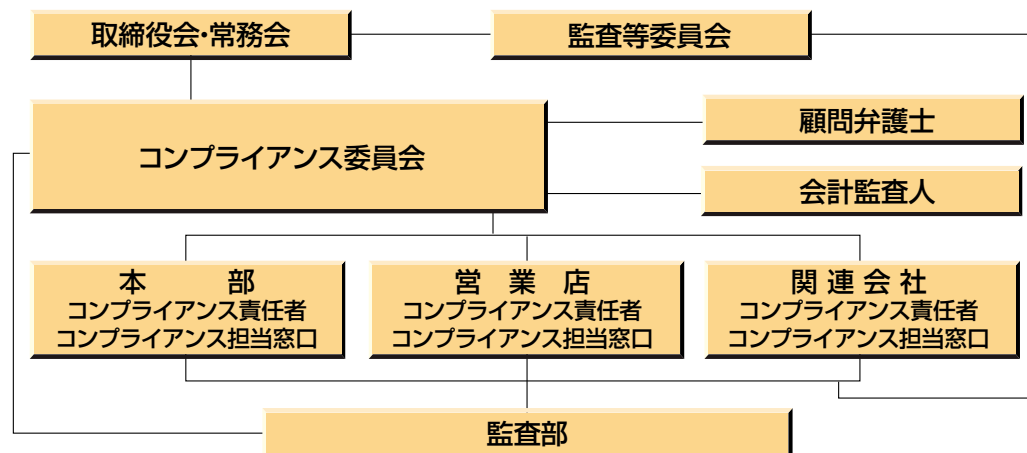 取締役会・常務会
監査等委員会
コンプライアンス委員会
顧問弁護士
会計監査人
本部
コンプライアンス責任者
コンプライアンス担当窓口
営業店
コンプライアンス責任者
コンプライアンス担当窓口
関連会社
コンプライアンス責任者
コンプライアンス担当窓口
監査部